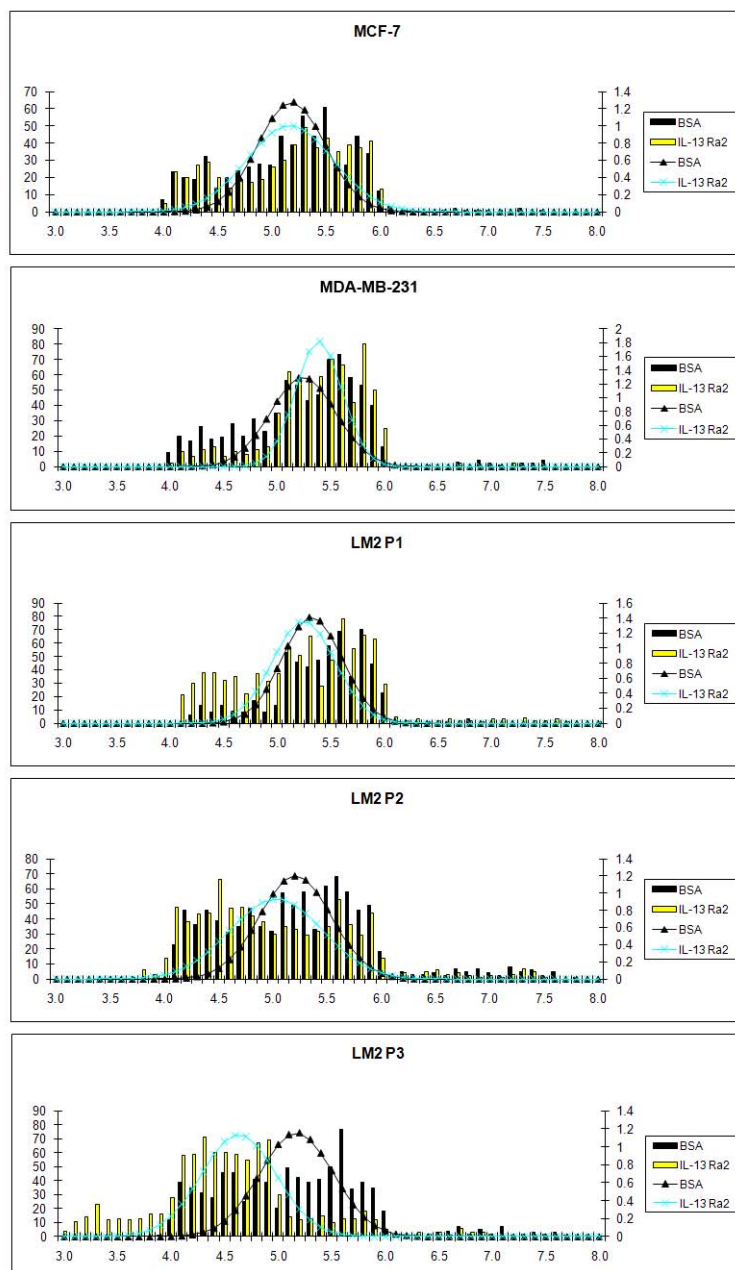 MCF-7
70 60 50 40 30 20 10 0
1.4 1.2 1 0.8 0.6 0.4 0.2 0
3.0 3.5 4.0 4.5 5.0 5.5 6.0 6.5 7.0 7.5 8.0
BSA
IL-13 Ra2
BSA
IL-13 Ra2
MDA-MB-231
90 80 70 60 50 40 30 20 10 0
2 1.8 1.6 1.4 1.2 1 0.8 0.6 0.4 0.2 0
3.0 3.5 4.0 4.5 5.0 5.5 6.0 6.5 7.0 7.5 8.0
BSA
IL-13 Ra2
BSA
IL-13 Ra2
LM2 P1
90 80 70 60 50 40 30 20 10 0
1.6 1.4 1.2 1 0.8 0.6 0.4 0.2 0
3.0 3.5 4.0 4.5 5.0 5.5 6.0 6.5 7.0 7.5 8.0
BSA
IL-13 Ra2
BSA
IL-13 Ra2
LM2 P2
80 70 60 50 40 30 20 10 0
1.4 1.2 1 0.8 0.6 0.4 0.2 0
3.0 3.5 4.0 4.5 5.0 5.5 6.0 6.5 7.0 7.5 8.0
BSA
IL-13 Ra2
BSA
IL-13 Ra2
LM2 P3
90 80 70 60 50 40 30 20 10 0
1.4 1.2 1 0.8 0.6 0.4 0.2 0
3.0 3.5 4.0 4.5 5.0 5.5 6.0 6.5 7.0 7.5 8.0
BSA
IL-13 Ra2
BSA
IL-13 Ra2